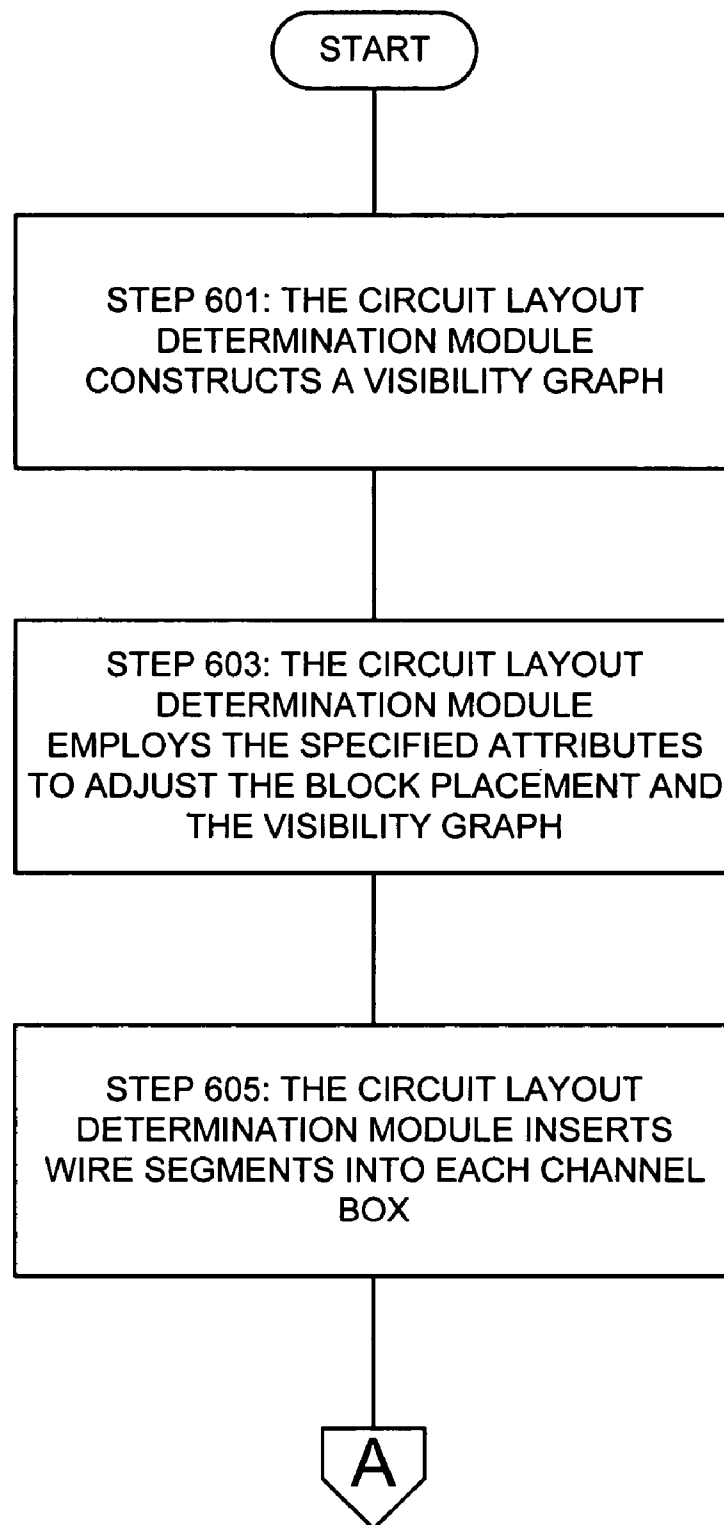 START
STEP 601: THE CIRCUIT LAYOUT
DETERMINATION MODULE
CONSTRUCTS A VISIBILITY GRAPH
STEP 603: THE CIRCUIT LAYOUT
DETERMINATION MODULE
EMPLOYS THE SPECIFIED ATTRIBUTES
TO ADJUST THE BLOCK PLACEMENT AND
THE VISIBILITY GRAPH
STEP 605: THE CIRCUIT LAYOUT
DETERMINATION MODULE INSERTS
WIRE SEGMENTS INTO EACH CHANNEL
BOX
A